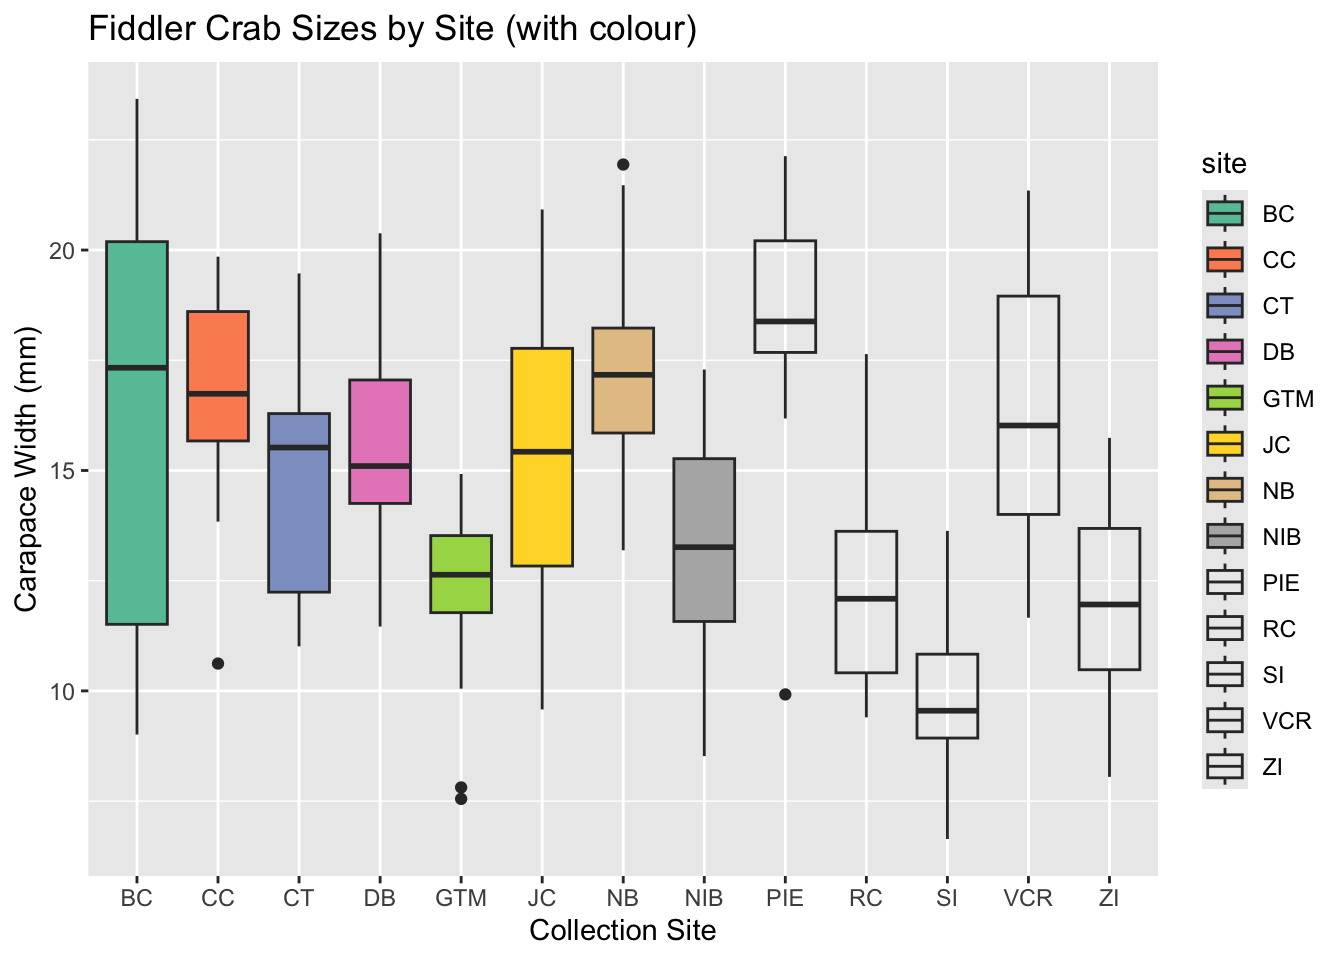 Fiddler Crab Sizes by Site (with colour)
Carapace Width (mm)
20
15
10
BC CC CT DB GTM JC NB NIB PIE RC SI VCR ZI
Collection Site
site
BC
CC
CT
DB
GTM
JC
NB
NIB
PIE
RC
SI
VCR
ZI